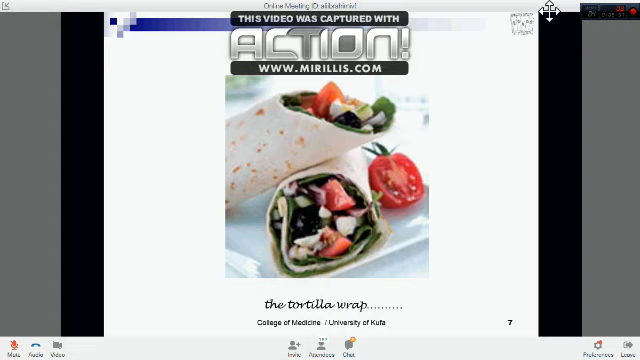 Online Meeting ID: aliibrahimiv1
THIS VIDEO WAS CAPTURED WITH
ACTION!
WWW.MIRILLIS.COM
the tortilla wrap..........
College of Medicine / University of Kufa
7
Mute
Audio
Video
Invite
Attendees
Chat
Preferences
Leave